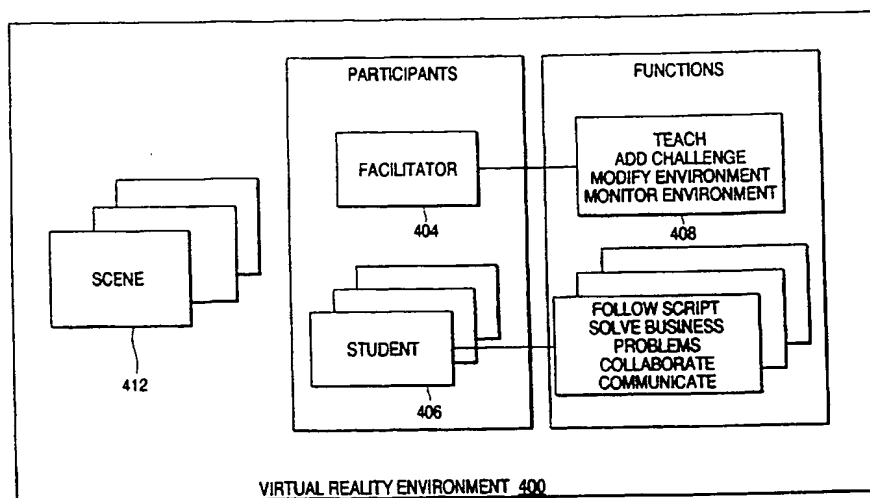 PARTICIPANTS
FUNCTIONS
FACILITATOR
404
TEACH
ADD CHALLENGE
MODIFY ENVIRONMENT
MONITOR ENVIRONMENT
408
SCENE
412
STUDENT
406
FOLLOW SCRIPT
SOLVE BUSINESS
PROBLEMS
COLLABORATE
COMMUNICATE
VIRTUAL REALITY ENVIRONMENT 400